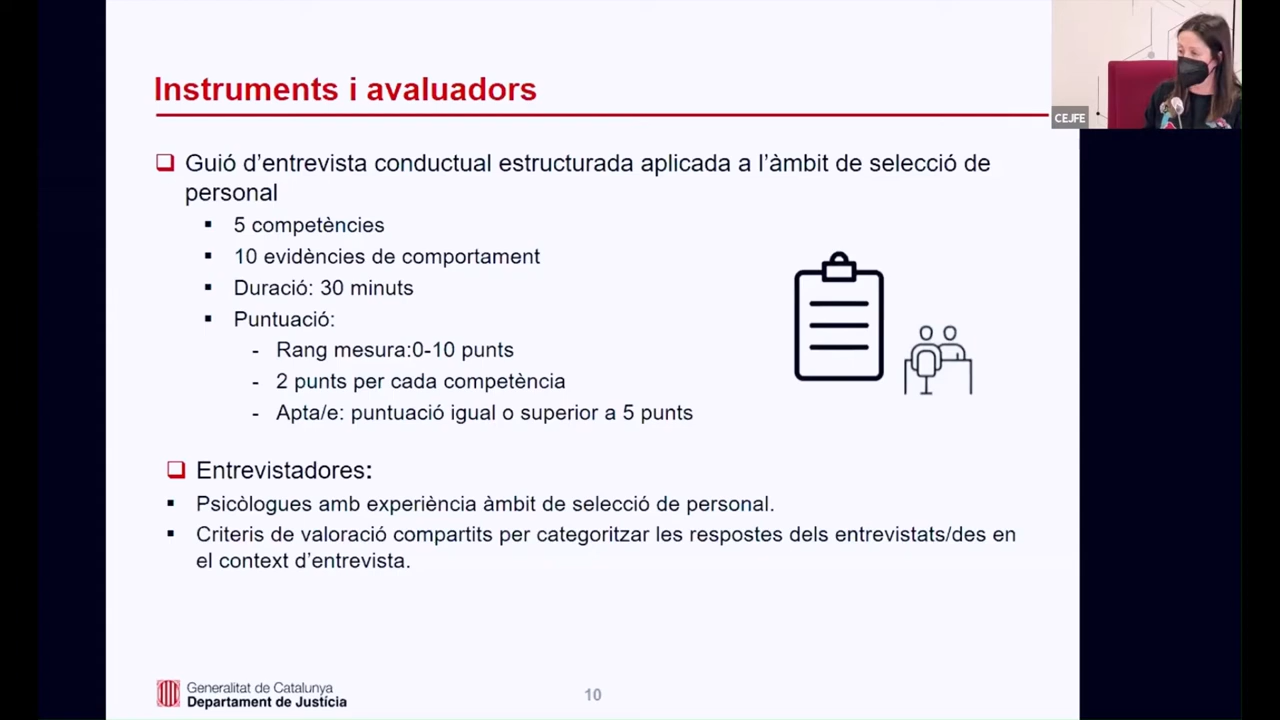 Instruments i avaluadors
CEJFE
Guió d'entrevista conductual estructurada aplicada a l'àmbit de selecció de
personal
5 competències
10 evidències de comportament
Duració: 30 minuts
Puntuació:
- Rang mesura:0-10 punts
- 2 punts per cada competència
- Apta/e: puntuació igual o superior a 5 punts
Entrevistadores:
Psicòlogues amb experiència àmbit de selecció de personal.
Criteris de valoració compartits per categoritzar les respostes dels entrevistats/des en
el context d'entrevista.
Generalitat de Catalunya
Departament de Justícia
10